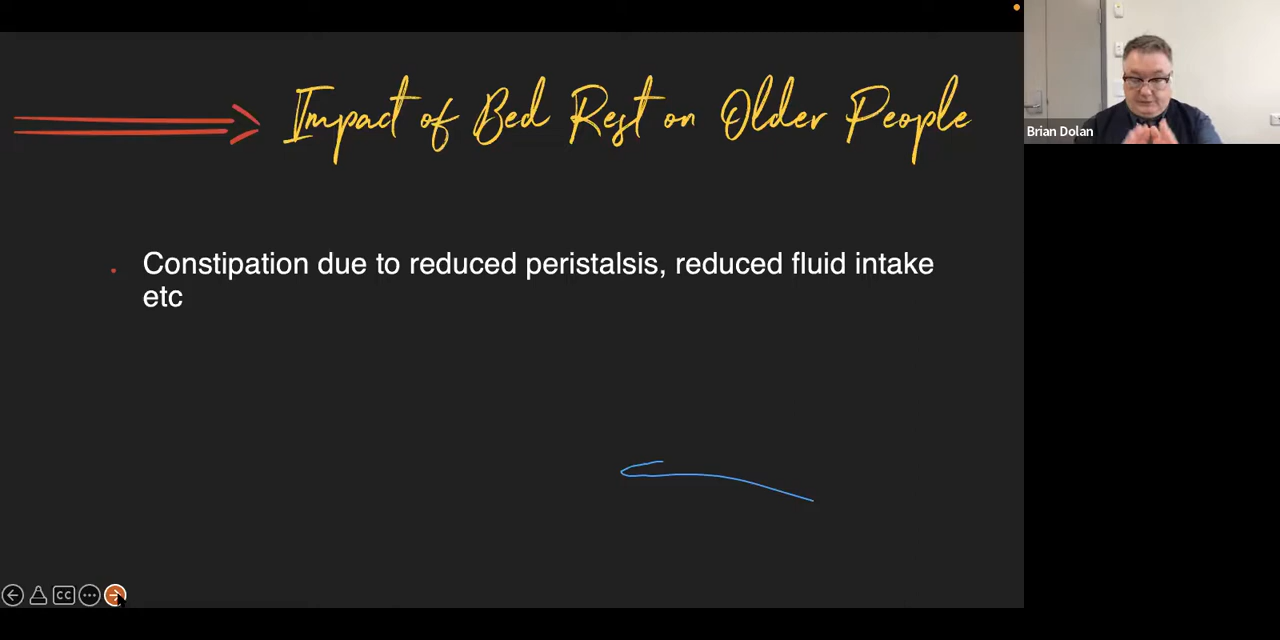 Impact of Bed Rest on Older People
Constipation due to reduced peristalsis, reduced fluid intake
etc
Brian Dolan
CC